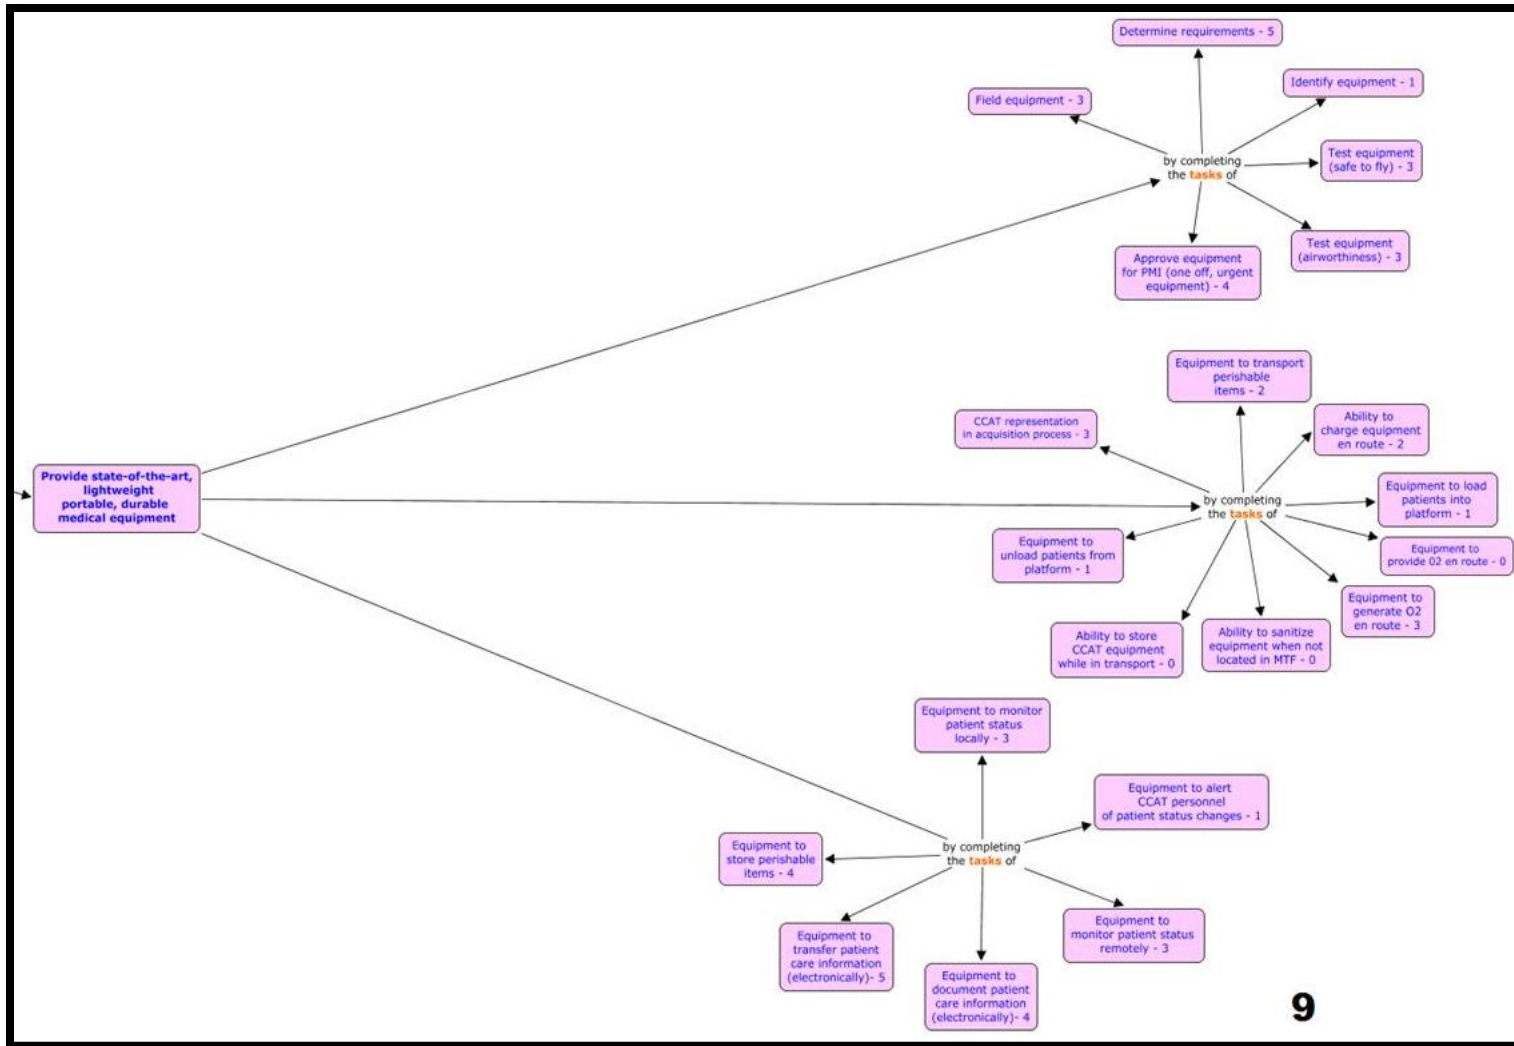 Determine requirements - 5
Identify equipment - 1
Field equipment - 3
Test equipment
(safe to fly) - 3
by completing
the tasks of
Test equipment
(airworthiness) - 3
Approve equipment
for PMI (one off, urgent
equipment) - 4
Equipment to transport
perishable
items - 2
CCAT representation
in acquisition process - 3
Ability to
charge equipment
en route - 2
Provide state-of-the-art,
lightweight
portable, durable
medical equipment
by completing
the tasks of
Equipment to load
patients into
platform - 1
Equipment to
unload patients from
platform - 1
Equipment to
provide 02 en route - 0
Equipment to
generate O2
en route - 3
Ability to store
CCAT equipment
while in transport - 0
Ability to sanitize
equipment when not
located in MTF - 0
Equipment to monitor
patient status
locally - 3
Equipment to alert
CCAT personnel
of patient status changes - 1
Equipment to
store perishable
items - 4
by completing
the tasks of
Equipment to
monitor patient status
remotely - 3
Equipment to
transfer patient
care information
(electronically)- 5
Equipment to
document patient
care information
(electronically)- 4
9